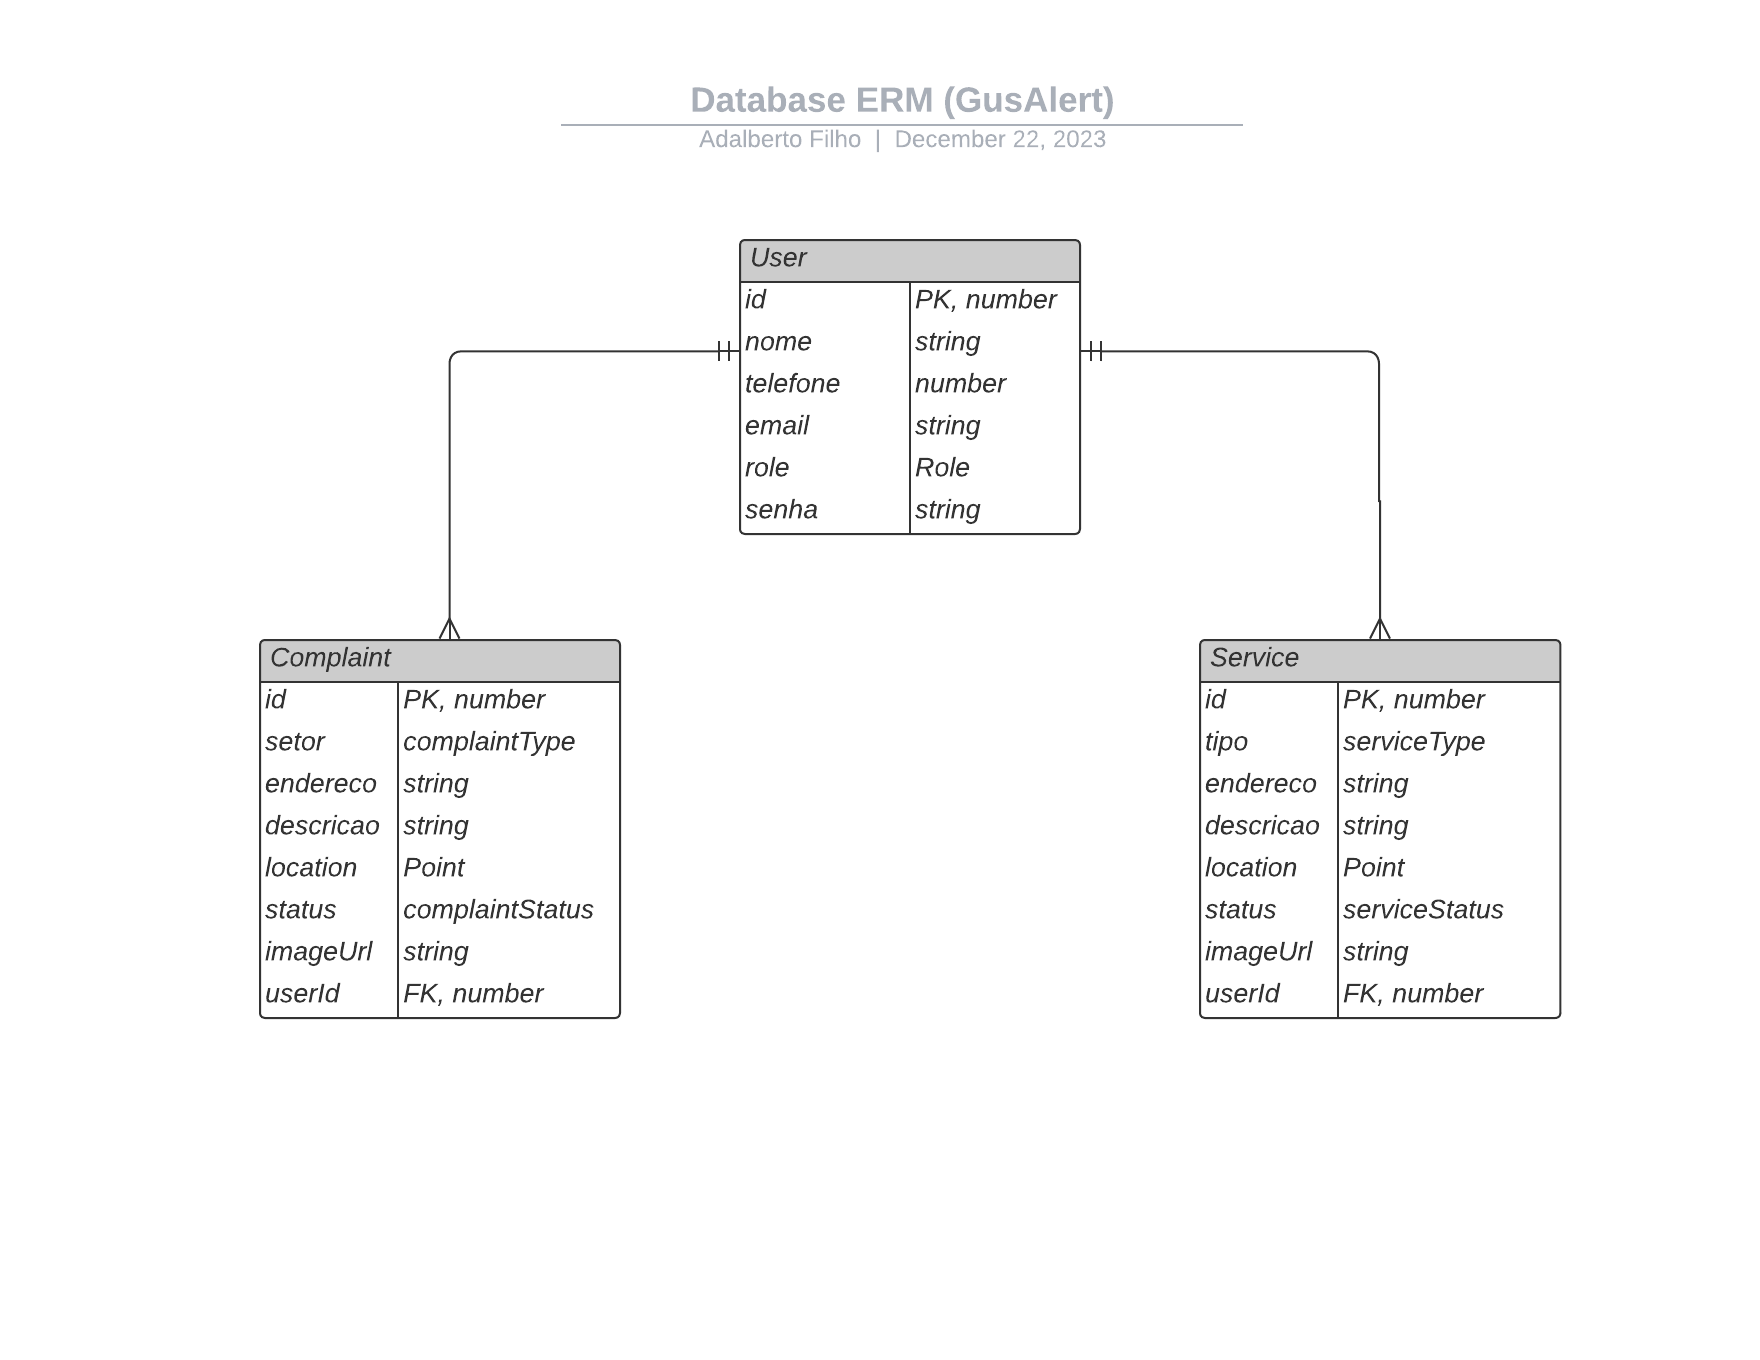 Database ERM (GusAlert)
Adalberto Filho | December 22, 2023
User
id PK, number
nome string
telefone number
email string
role Role
senha string
Complaint
id PK, number
setor complaintType
endereco string
descricao string
location Point
status complaintStatus
imageUrl string
userId FK, number
Service
id PK, number
tipo serviceType
endereco string
descricao string
location Point
status serviceStatus
imageUrl string
userId FK, number